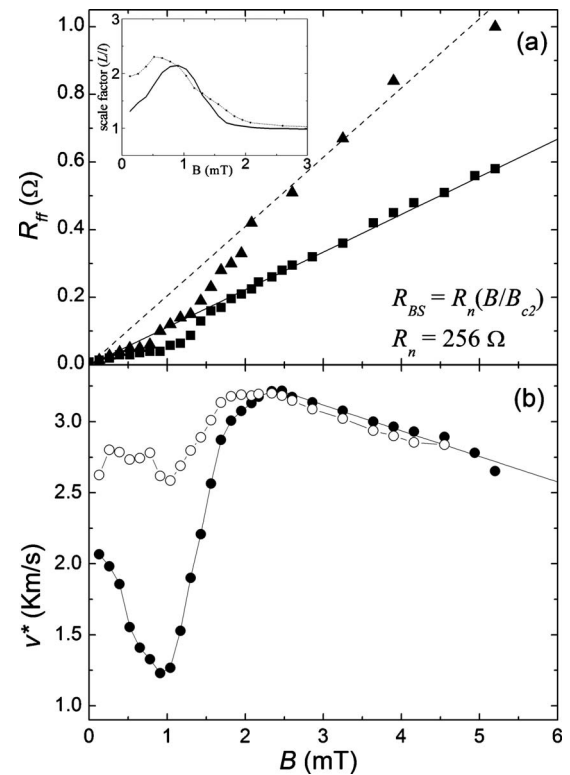 (a)
scale factor (L/l)
4
3
2
1
0 1 2 3
B (mT)
R_ff (Ω)
1.0
0.8
0.6
0.4
0.2
0.0
R_BS = R_n(B/B_c2)
R_n = 256 Ω
(b)
v* (Km/s)
3.0
2.5
2.0
1.5
1.0
0 1 2 3 4 5 6
B (mT)